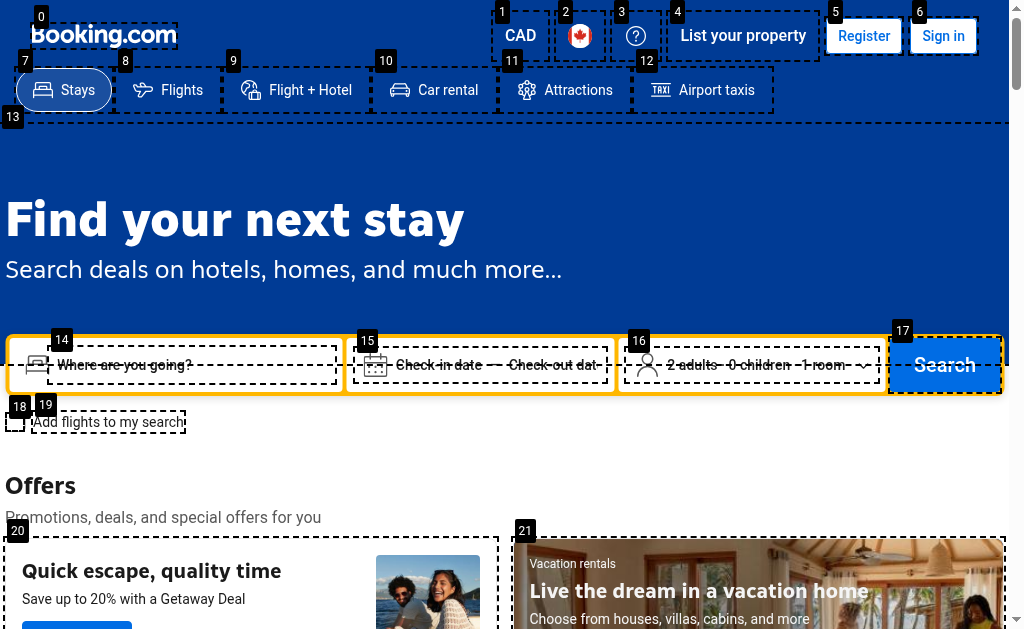 0
Booking.com
1
CAD
2
3
4
List your property
5
Register
6
Sign in
7
Stays
8
Flights
9
Flight + Hotel
10
Car rental
11
Attractions
12
Airport taxis
13
Find your next stay
Search deals on hotels, homes, and much more...
14
Where are you going?
15
Check-in date — Check-out dat
16
2 adults · 0 children · 1 room
17
Search
18
19
Add flights to my search
Offers
Promotions, deals, and special offers for you
20
Quick escape, quality time
Save up to 20% with a Getaway Deal
21
Vacation rentals
Live the dream in a vacation home
Choose from houses, villas, cabins, and more